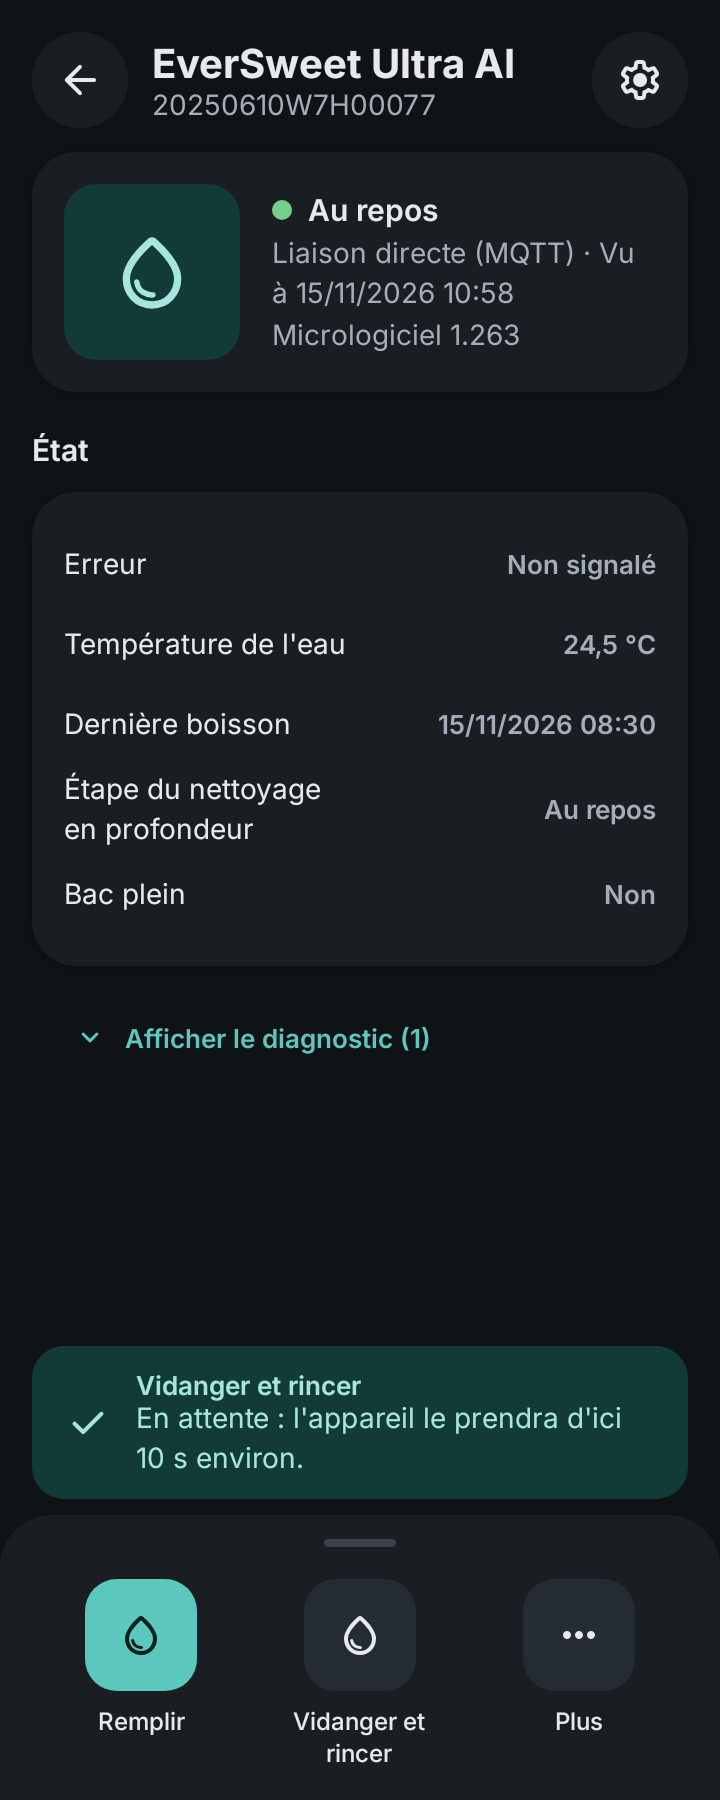 EverSweet Ultra AI
20250610W7H00077
Au repos
Liaison directe (MQTT) · Vu
à 15/11/2026 10:58
Micrologiciel 1.263
État
Erreur
Non signalé
Température de l'eau
24,5 °C
Dernière boisson
15/11/2026 08:30
Étape du nettoyage
en profondeur
Au repos
Bac plein
Non
Afficher le diagnostic (1)
Vidanger et rincer
En attente : l'appareil le prendra d'ici
10 s environ.
Remplir
Vidanger et
rincer
Plus